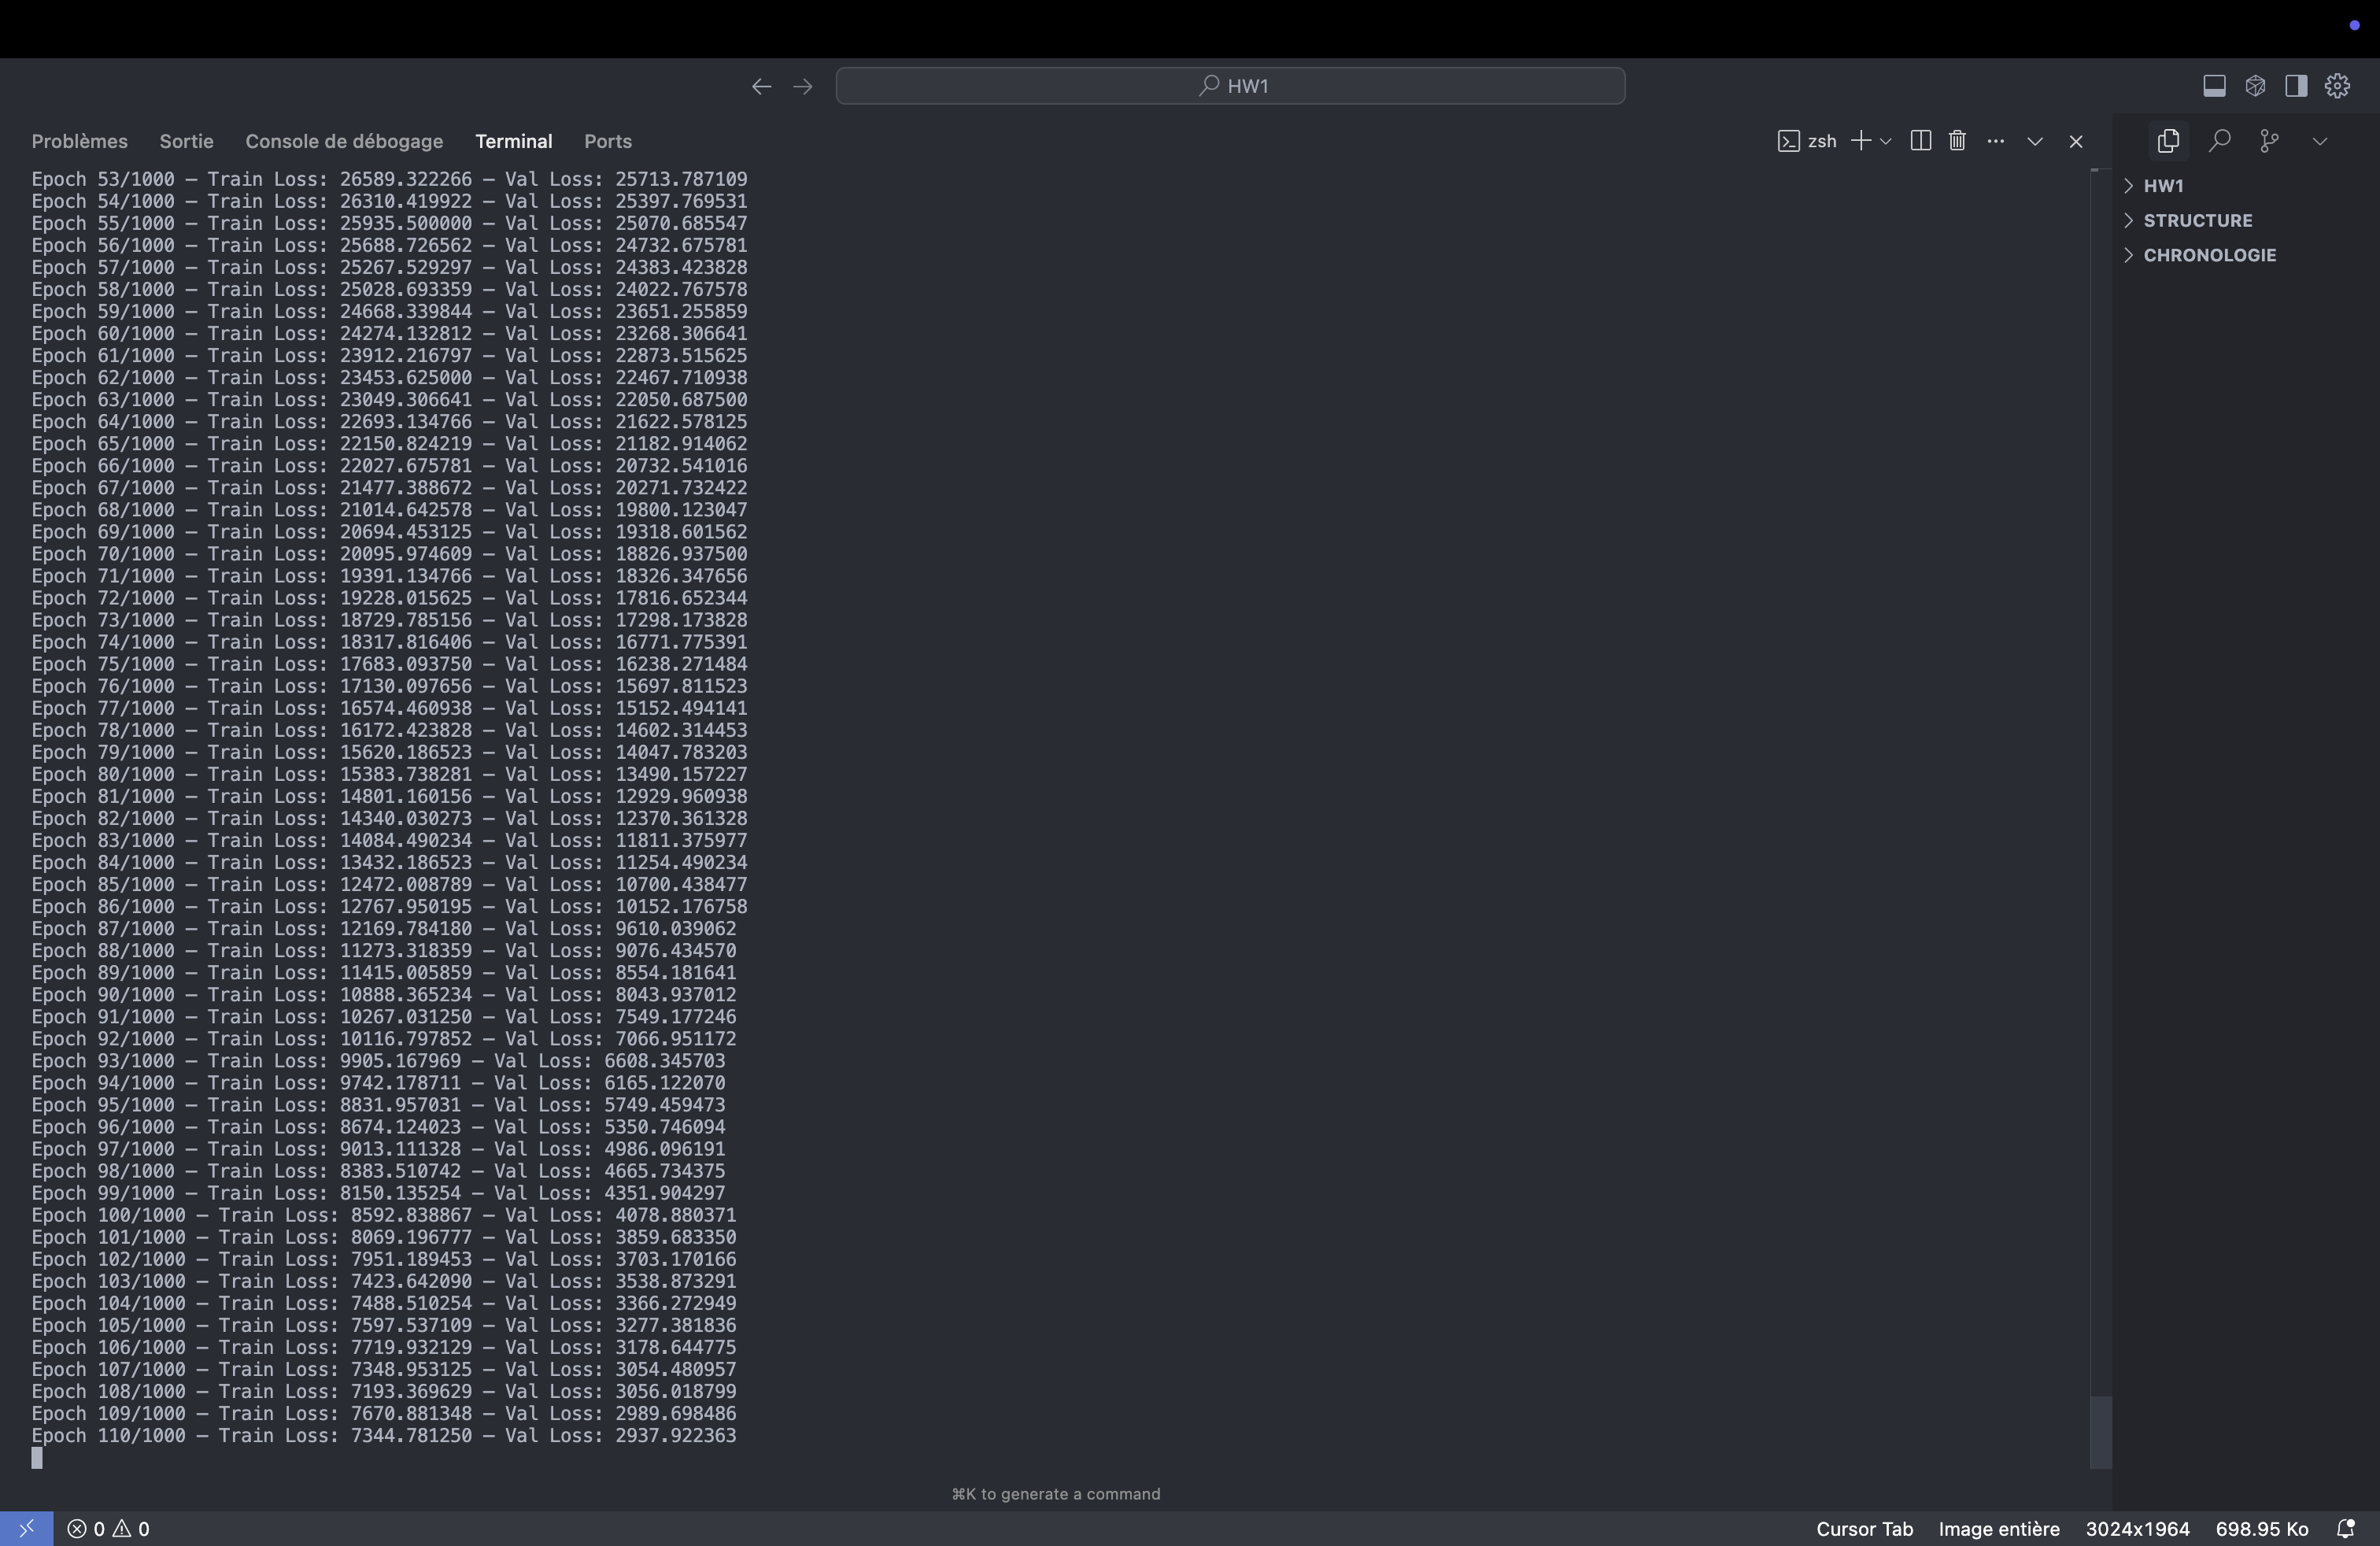 HW1
Problèmes Sortie Console de débogage Terminal Ports zsh
Epoch 53/1000 — Train Loss: 26589.322266 — Val Loss: 25713.787109
Epoch 54/1000 — Train Loss: 26310.419922 — Val Loss: 25397.769531
Epoch 55/1000 — Train Loss: 25935.500000 — Val Loss: 25070.685547
Epoch 56/1000 — Train Loss: 25688.726562 — Val Loss: 24732.675781
Epoch 57/1000 — Train Loss: 25267.529297 — Val Loss: 24383.423828
Epoch 58/1000 — Train Loss: 25028.693359 — Val Loss: 24022.767578
Epoch 59/1000 — Train Loss: 24668.339844 — Val Loss: 23651.255859
Epoch 60/1000 — Train Loss: 24274.132812 — Val Loss: 23268.306641
Epoch 61/1000 — Train Loss: 23912.216797 — Val Loss: 22873.515625
Epoch 62/1000 — Train Loss: 23453.625000 — Val Loss: 22467.710938
Epoch 63/1000 — Train Loss: 23049.306641 — Val Loss: 22050.687500
Epoch 64/1000 — Train Loss: 22693.134766 — Val Loss: 21622.578125
Epoch 65/1000 — Train Loss: 22150.824219 — Val Loss: 21182.914062
Epoch 66/1000 — Train Loss: 22027.675781 — Val Loss: 20732.541016
Epoch 67/1000 — Train Loss: 21477.388672 — Val Loss: 20271.732422
Epoch 68/1000 — Train Loss: 21014.642578 — Val Loss: 19800.123047
Epoch 69/1000 — Train Loss: 20694.453125 — Val Loss: 19318.601562
Epoch 70/1000 — Train Loss: 20095.974609 — Val Loss: 18826.937500
Epoch 71/1000 — Train Loss: 19391.134766 — Val Loss: 18326.347656
Epoch 72/1000 — Train Loss: 19228.015625 — Val Loss: 17816.652344
Epoch 73/1000 — Train Loss: 18729.785156 — Val Loss: 17298.173828
Epoch 74/1000 — Train Loss: 18317.816406 — Val Loss: 16771.775391
Epoch 75/1000 — Train Loss: 17683.093750 — Val Loss: 16238.271484
Epoch 76/1000 — Train Loss: 17130.097656 — Val Loss: 15697.811523
Epoch 77/1000 — Train Loss: 16574.460938 — Val Loss: 15152.494141
Epoch 78/1000 — Train Loss: 16172.423828 — Val Loss: 14602.314453
Epoch 79/1000 — Train Loss: 15620.186523 — Val Loss: 14047.783203
Epoch 80/1000 — Train Loss: 15383.738281 — Val Loss: 13490.157227
Epoch 81/1000 — Train Loss: 14801.160156 — Val Loss: 12929.960938
Epoch 82/1000 — Train Loss: 14340.030273 — Val Loss: 12370.361328
Epoch 83/1000 — Train Loss: 14084.490234 — Val Loss: 11811.375977
Epoch 84/1000 — Train Loss: 13432.186523 — Val Loss: 11254.490234
Epoch 85/1000 — Train Loss: 12472.008789 — Val Loss: 10700.438477
Epoch 86/1000 — Train Loss: 12767.950195 — Val Loss: 10152.176758
Epoch 87/1000 — Train Loss: 12169.784180 — Val Loss: 9610.039062
Epoch 88/1000 — Train Loss: 11273.318359 — Val Loss: 9076.434570
Epoch 89/1000 — Train Loss: 11415.005859 — Val Loss: 8554.181641
Epoch 90/1000 — Train Loss: 10888.365234 — Val Loss: 8043.937012
Epoch 91/1000 — Train Loss: 10267.031250 — Val Loss: 7549.177246
Epoch 92/1000 — Train Loss: 10116.797852 — Val Loss: 7066.951172
Epoch 93/1000 — Train Loss: 9905.167969 — Val Loss: 6608.345703
Epoch 94/1000 — Train Loss: 9742.178711 — Val Loss: 6165.122070
Epoch 95/1000 — Train Loss: 8831.957031 — Val Loss: 5749.459473
Epoch 96/1000 — Train Loss: 8674.124023 — Val Loss: 5350.746094
Epoch 97/1000 — Train Loss: 9013.111328 — Val Loss: 4986.096191
Epoch 98/1000 — Train Loss: 8383.510742 — Val Loss: 4665.734375
Epoch 99/1000 — Train Loss: 8150.135254 — Val Loss: 4351.904297
Epoch 100/1000 — Train Loss: 8592.838867 — Val Loss: 4078.880371
Epoch 101/1000 — Train Loss: 8069.196777 — Val Loss: 3859.683350
Epoch 102/1000 — Train Loss: 7951.189453 — Val Loss: 3703.170166
Epoch 103/1000 — Train Loss: 7423.642090 — Val Loss: 3538.873291
Epoch 104/1000 — Train Loss: 7488.510254 — Val Loss: 3366.272949
Epoch 105/1000 — Train Loss: 7597.537109 — Val Loss: 3277.381836
Epoch 106/1000 — Train Loss: 7719.932129 — Val Loss: 3178.644775
Epoch 107/1000 — Train Loss: 7348.953125 — Val Loss: 3054.480957
Epoch 108/1000 — Train Loss: 7193.369629 — Val Loss: 3056.018799
Epoch 109/1000 — Train Loss: 7670.881348 — Val Loss: 2989.698486
Epoch 110/1000 — Train Loss: 7344.781250 — Val Loss: 2937.922363
⌘K to generate a command
HW1
STRUCTURE
CHRONOLOGIE
0 0 Cursor Tab Image entière 3024x1964 698.95 Ko